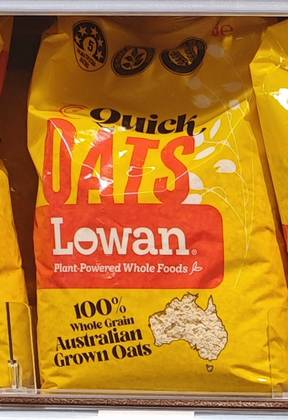 Quick
OATS
Lowan®
Plant-Powered Whole Foods
100%
Whole Grain
Australian
Grown Oats